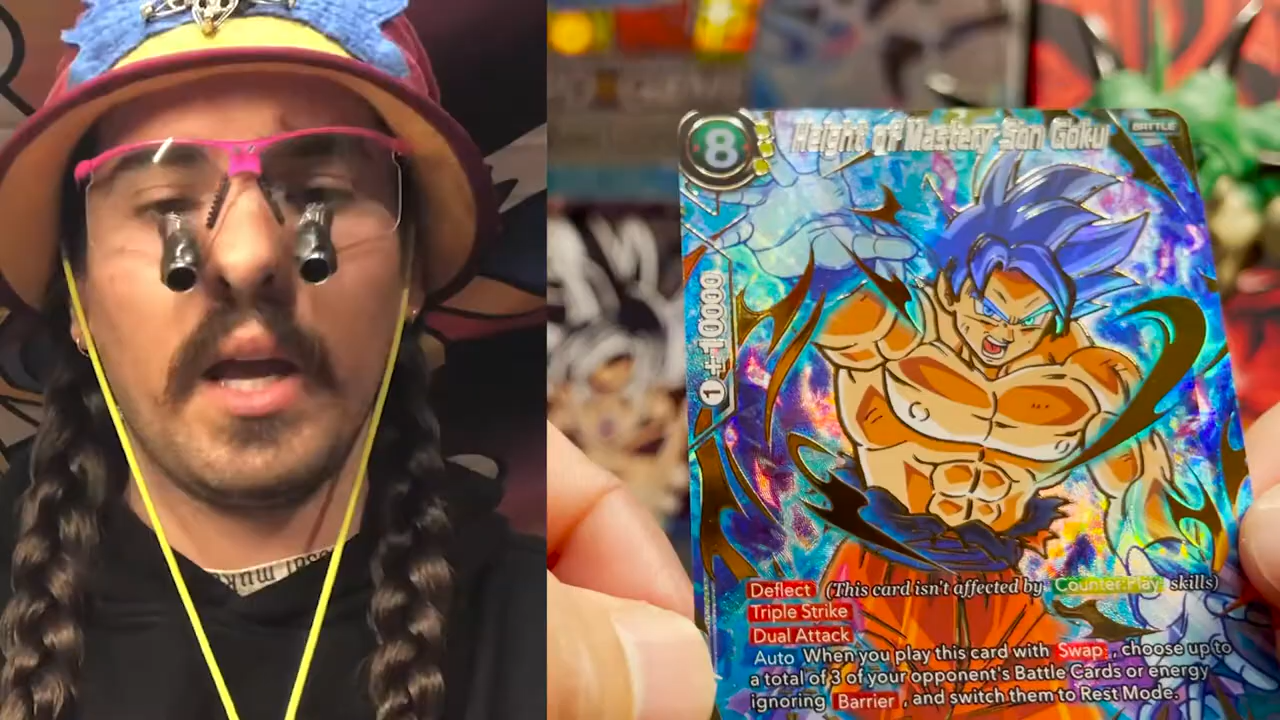 8
Height of Mastery Son Goku
BATTLE
1 +10000
Deflect (This card isn't affected by Counter:Play skills)
Triple Strike
Dual Attack
Auto When you play this card with Swap, choose up to
a total of 3 of your opponent's Battle Cards or energy
ignoring Barrier, and switch them to Rest Mode.